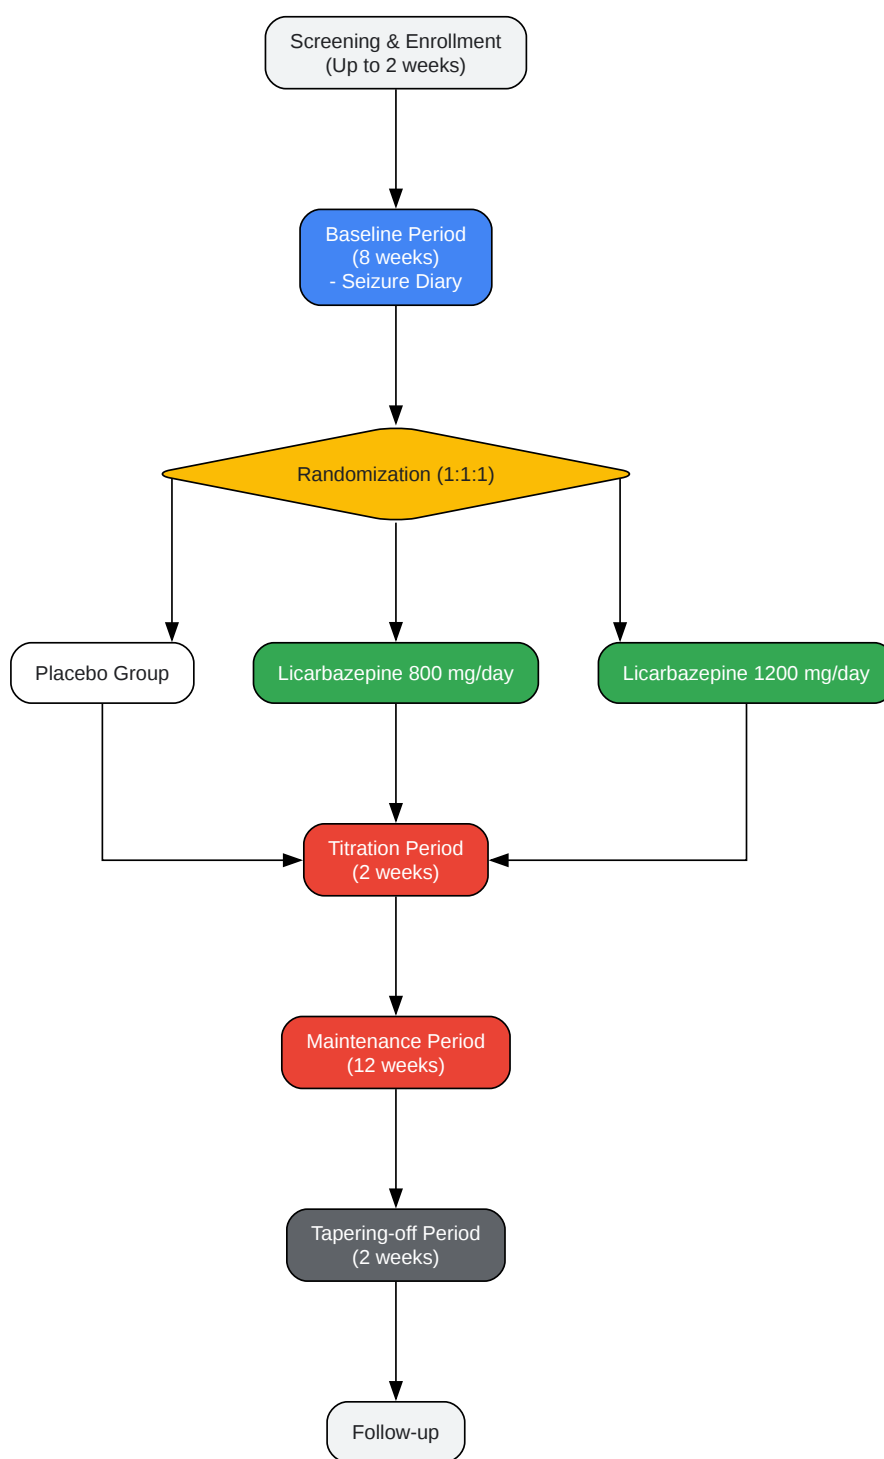 Screening & Enrollment
(Up to 2 weeks)
Baseline Period
(8 weeks)
- Seizure Diary
Randomization (1:1:1)
Placebo Group
Licarbazepine 800 mg/day
Licarbazepine 1200 mg/day
Titration Period
(2 weeks)
Maintenance Period
(12 weeks)
Tapering-off Period
(2 weeks)
Follow-up